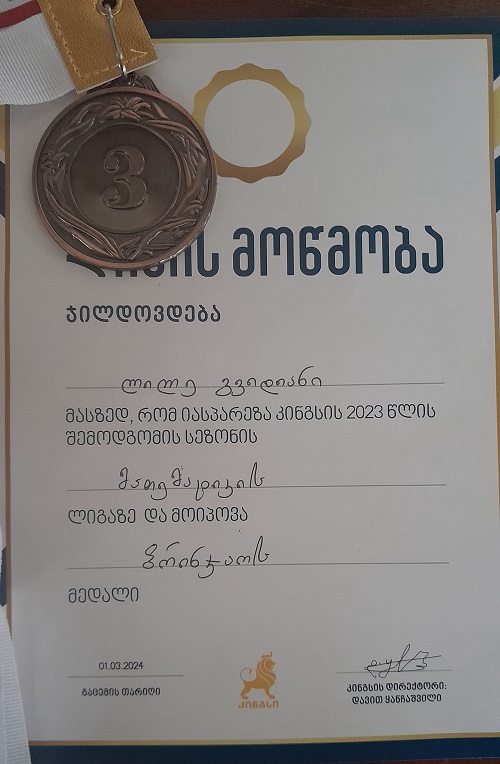 3
მოწმობა
ჯილდოვდება
ლილე გვიდიანი
მასზედ, რომ იასპარეზა კინგსის 2023 წლის
შემოდგომის სეზონის
მათემატიკის
ლიგაზე და მოიპოვა
ბრინჯაოს
მედალი
01.03.2024
გაცემის თარიღი
კინგსი
კინგსის დირექტორი:
დავით ყანჩაშვილი